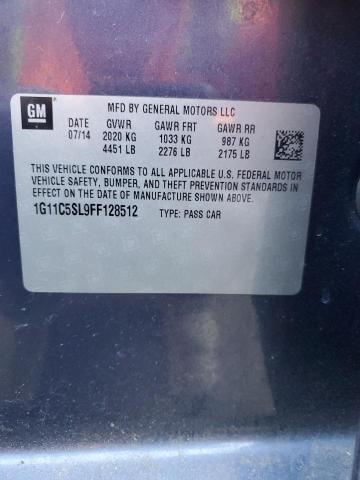 GM
MFD BY GENERAL MOTORS LLC
DATE GVWR GAWR FRT GAWR RR
07/14 2020 KG 1033 KG 987 KG
4451 LB 2276 LB 2175 LB
THIS VEHICLE CONFORMS TO ALL APPLICABLE U.S. FEDERAL MOTOR
VEHICLE SAFETY, BUMPER, AND THEFT PREVENTION STANDARDS IN
EFFECT ON THE DATE OF MANUFACTURE SHOWN ABOVE.
1G11C5SL9FF128512 TYPE: PASS CAR